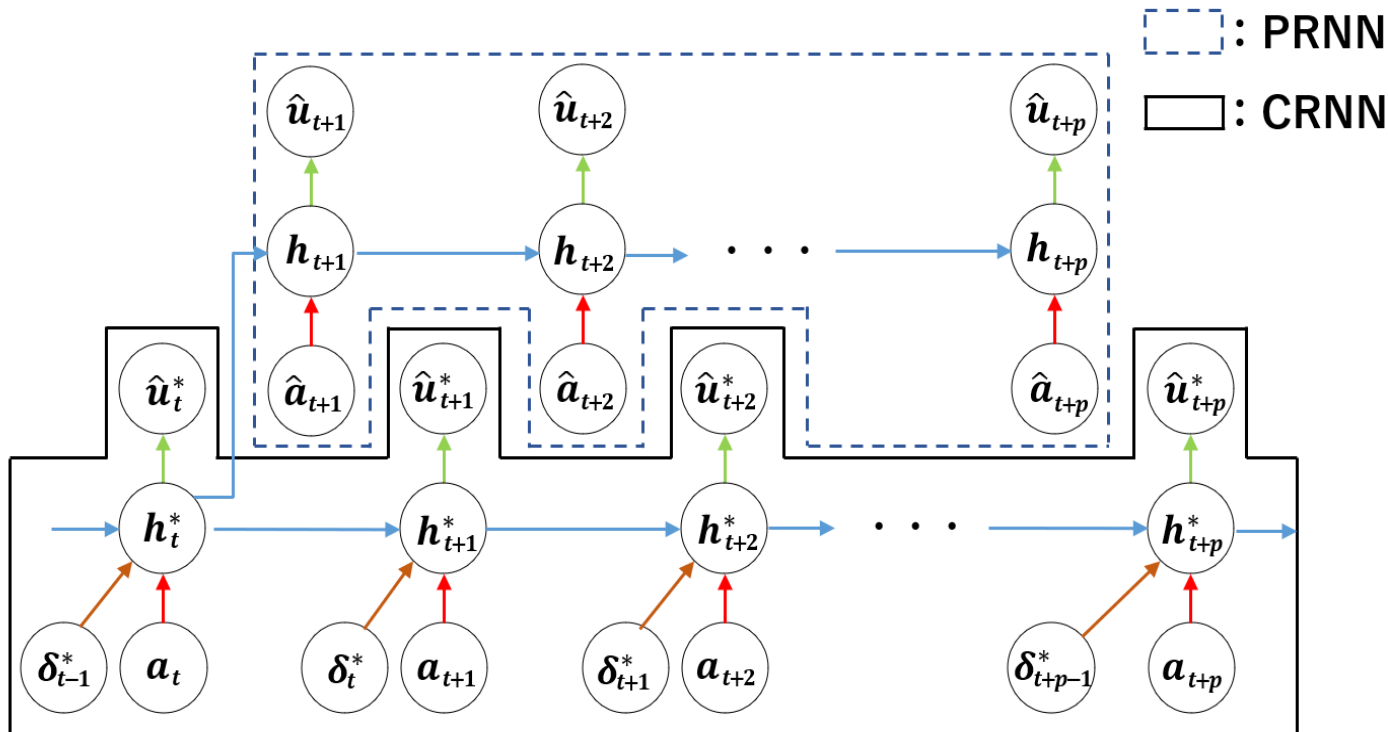 : PRNN
: CRNN
û_{t+1} û_{t+2} û_{t+p}
h_{t+1} h_{t+2} · · · h_{t+p}
â_{t+1} â_{t+2} â_{t+p}
û*_t û*_{t+1} û*_{t+2} û*_{t+p}
h*_t h*_{t+1} h*_{t+2} · · · h*_{t+p}
δ*_{t−1} a_t δ*_t a_{t+1} δ*_{t+1} a_{t+2} δ*_{t+p−1} a_{t+p}